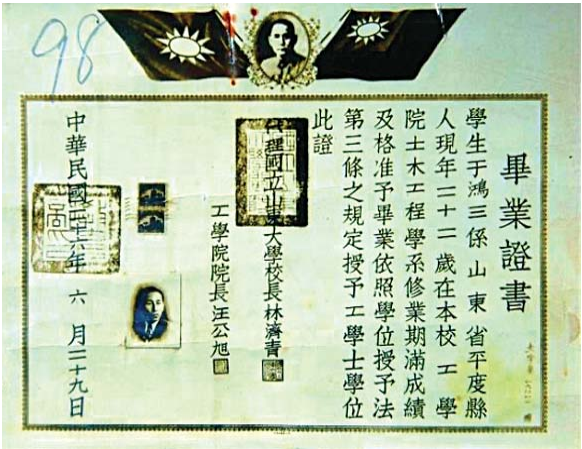 98
畢業證書
學生于鴻三係山東省平度縣
人現年二十二歲在本校工學
院土木工程學系修業期滿成績
及格准予畢業依照學位授予法
第三條之規定授予工學士學位
此證
代理國立山東大學校長林濟青
工學院院長汪公旭
中華民國二十六年六月二十九日